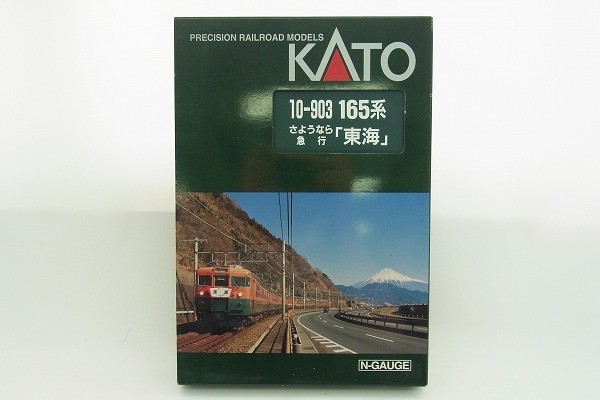 PRECISION RAILROAD MODELS
KATO
10-903 165系
さようなら
急行「東海」
N-GAUGE